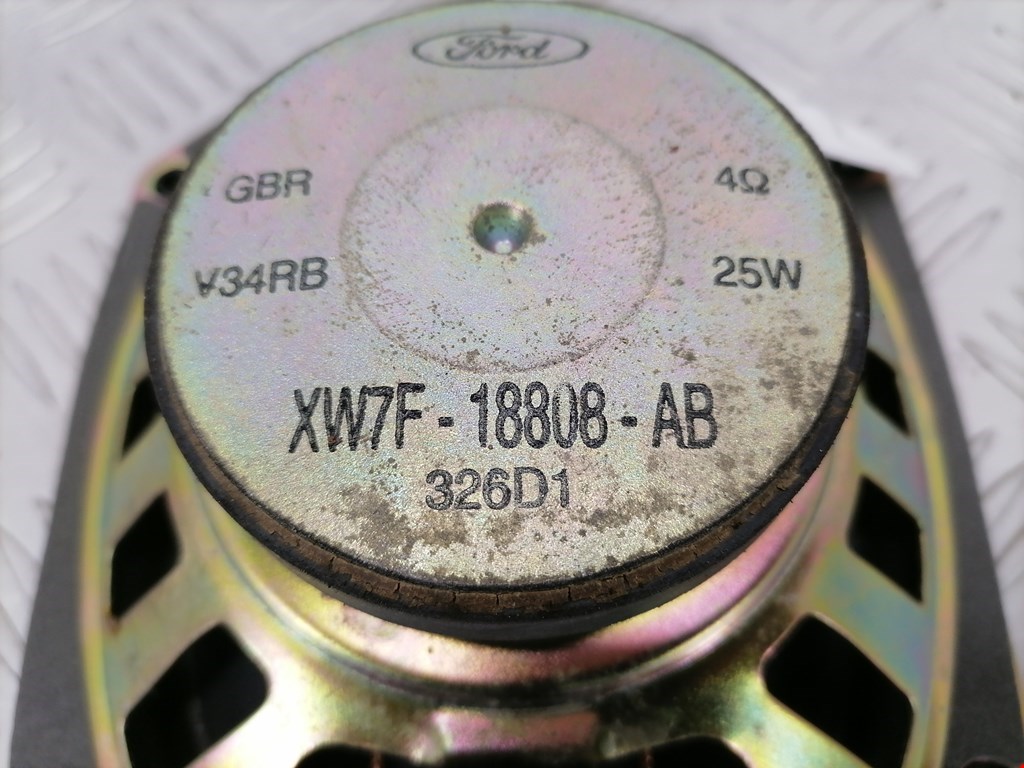 Ford
GBR 4Ω
V34RB 25W
XW7F-18808-AB
326D1